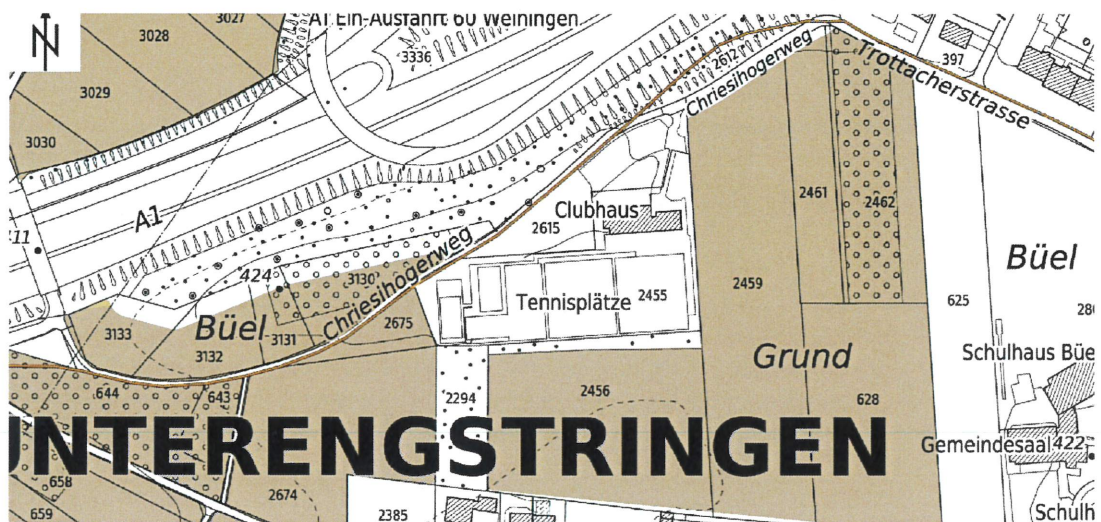 N
3027
A1 Ein-Ausfahrt 60 Weiningen
3028
3336
2612
Chriesihogerweg
Trottacherstrasse
397
3029
3030
A1
2461
2462
Clubhaus
2615
Büel
424
3130
Chriesihogerweg
2459
625
Tennisplätze
2455
3133
Büel
3131
2675
3132
Grund
Schulhaus Büe
644
643
2294
2456
628
UNTERENGSTRINGEN
Gemeindesaal
422
658
2674
659
2385
Schulh